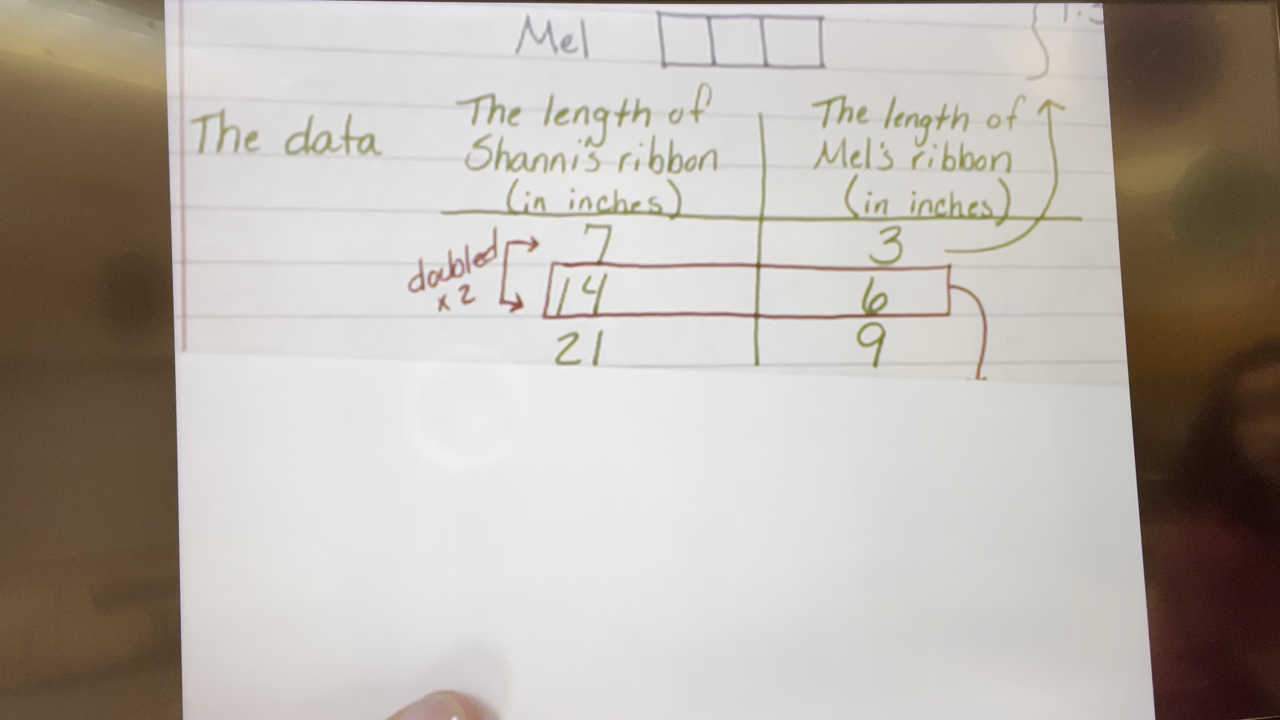 Mel
The data
The length of
Shanni's ribbon
(in inches)
The length of
Mel's ribbon
(in inches)
doubled
x 2
7 3
14 6
21 9